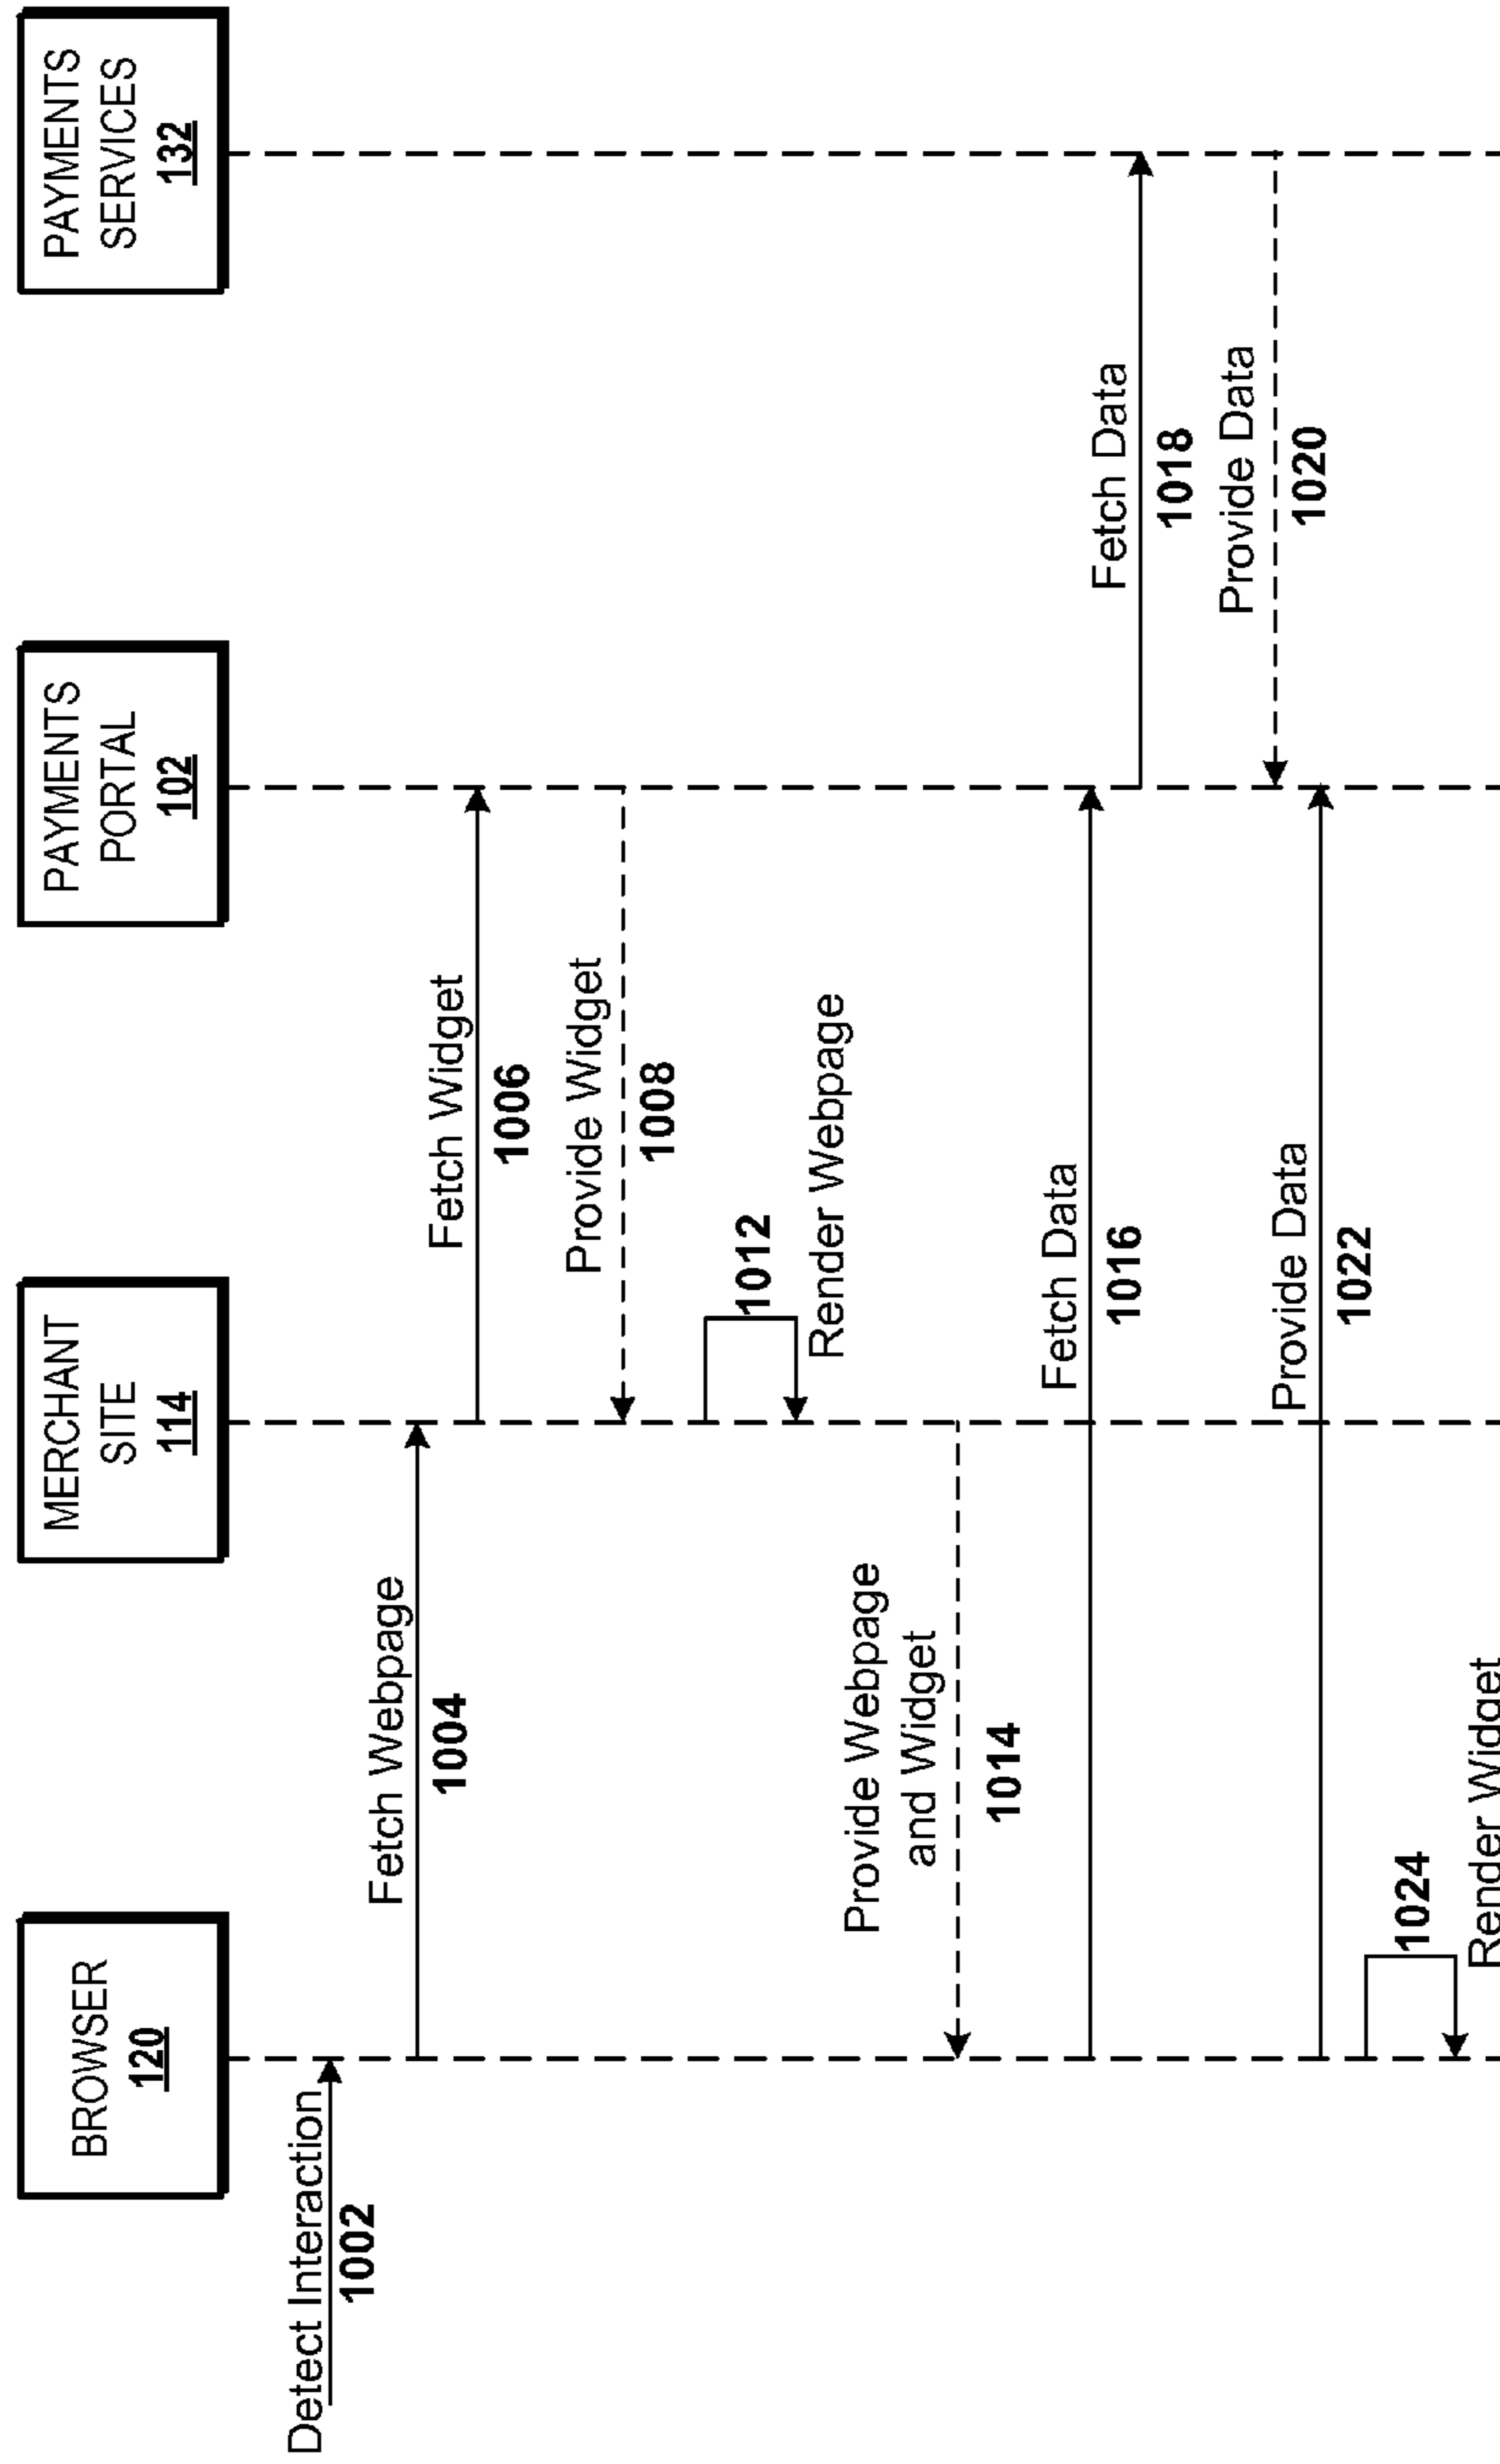 BROWSER
120
MERCHANT
SITE
114
PAYMENTS
PORTAL
102
PAYMENTS
SERVICES
132
Detect Interaction
1002
Fetch Webpage
1004
Fetch Widget
1006
Provide Widget
1008
1012
Render Webpage
Provide Webpage
and Widget
1014
Fetch Data
1016
Fetch Data
1018
Provide Data
1020
Provide Data
1022
1024
Render Widget